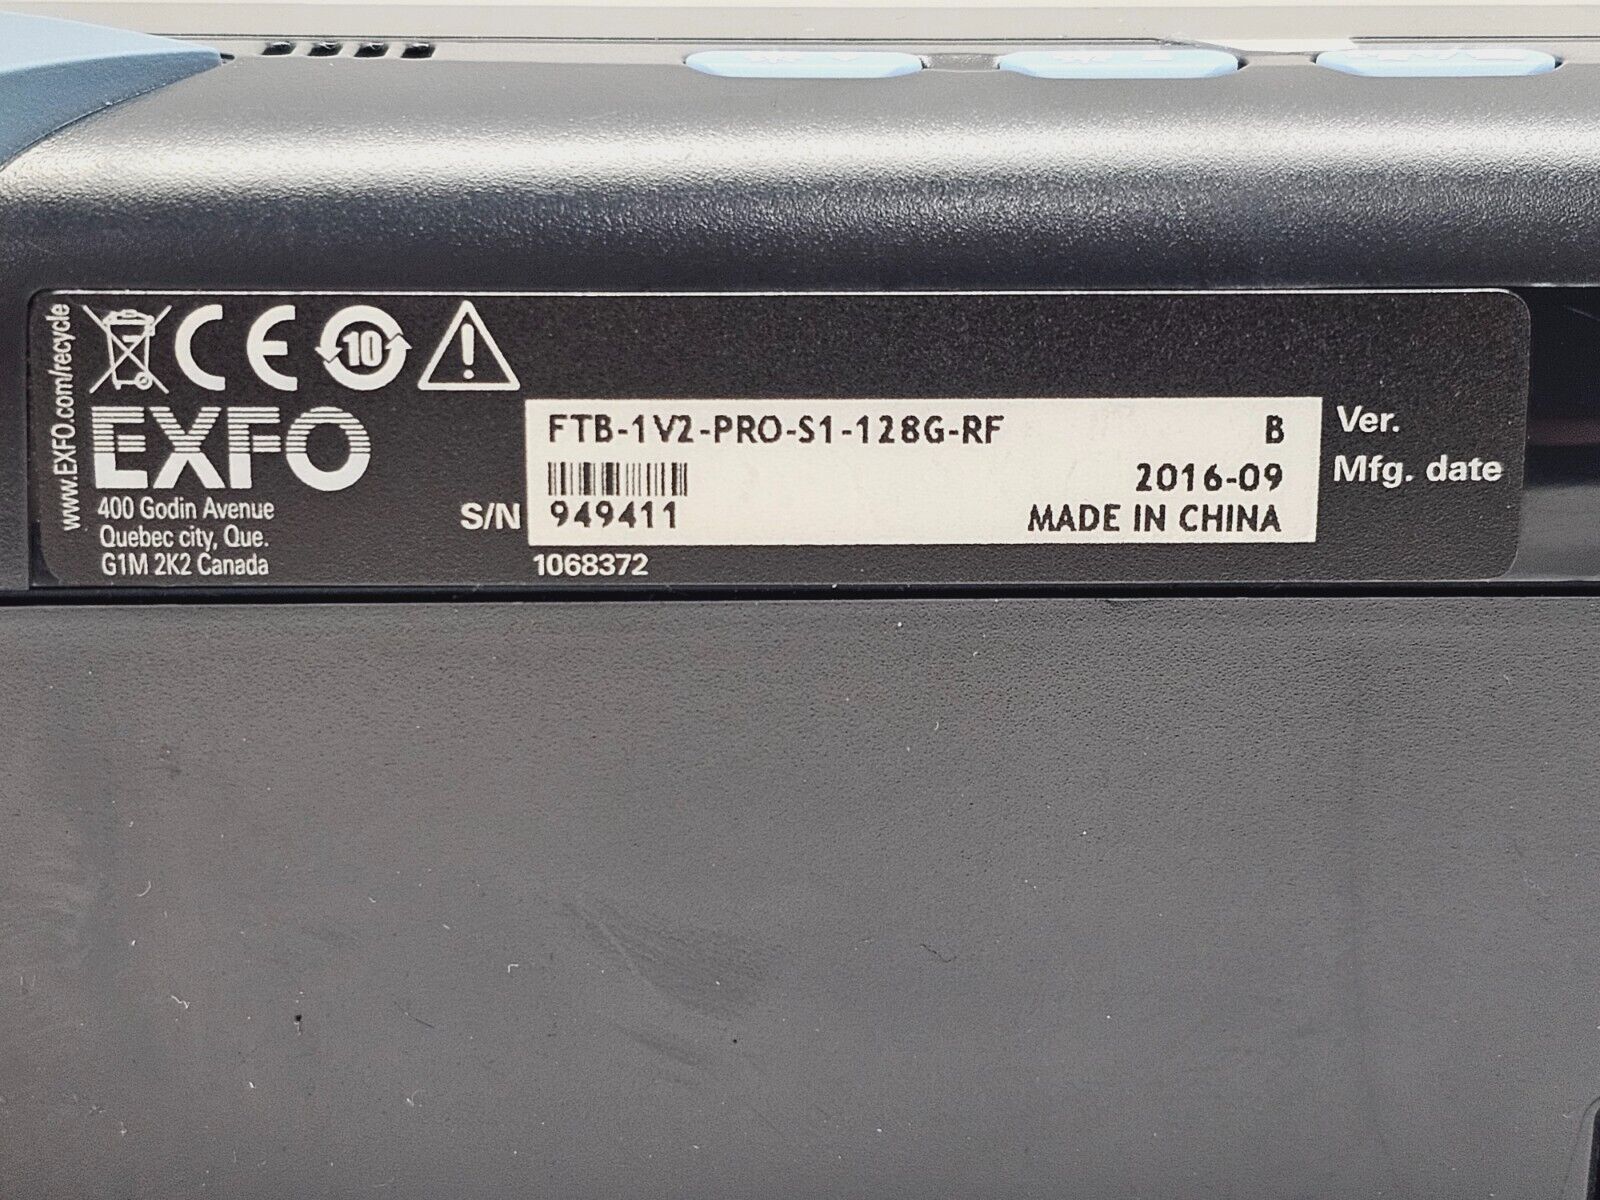 www.EXFO.com/recycle
CE
10
EXFO
400 Godin Avenue
Quebec city, Que.
G1M 2K2 Canada
FTB-1V2-PRO-S1-128G-RF B Ver.
2016-09 Mfg. date
S/N 949411 MADE IN CHINA
1068372